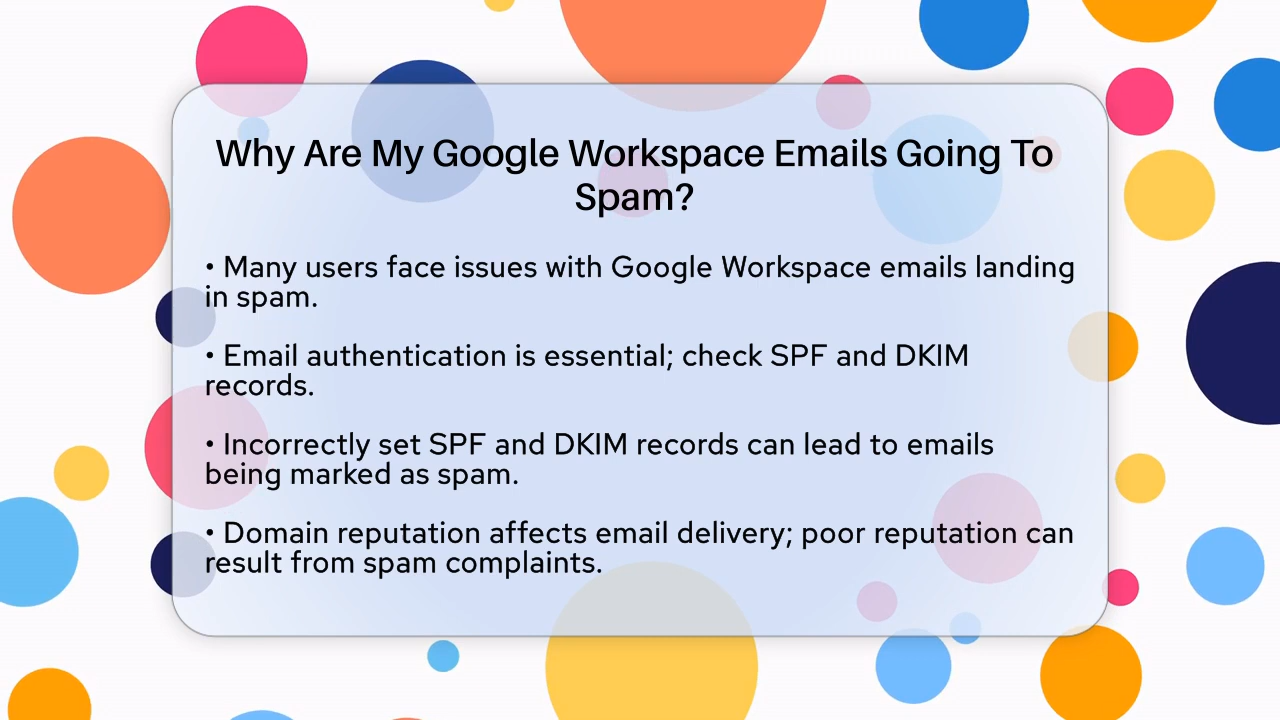 Why Are My Google Workspace Emails Going To
Spam?
• Many users face issues with Google Workspace emails landing
in spam.
• Email authentication is essential; check SPF and DKIM
records.
• Incorrectly set SPF and DKIM records can lead to emails
being marked as spam.
• Domain reputation affects email delivery; poor reputation can
result from spam complaints.